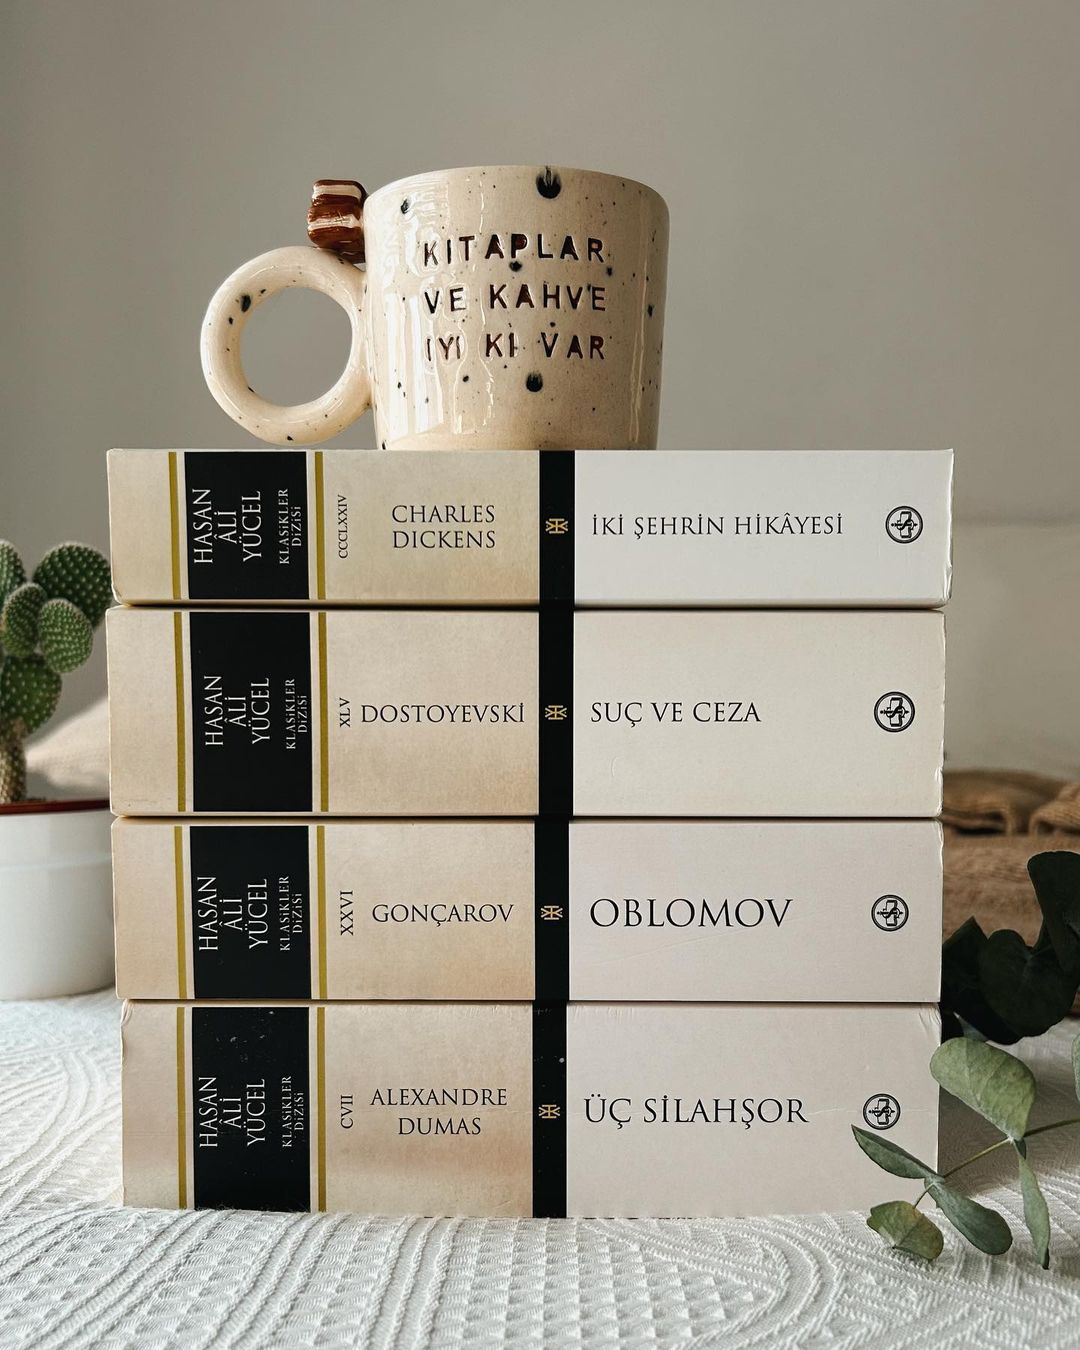 KITAPLAR
VE KAHVE
İYİ Kİ VAR
HASAN
ÂLİ
YÜCEL
KLASİKLER
DİZİSİ
CCCLXXIV
CHARLES
DICKENS
İKİ ŞEHRİN HİKÂYESİ
HASAN
ÂLİ
YÜCEL
KLASİKLER
DİZİSİ
XLV
DOSTOYEVSKİ
SUÇ VE CEZA
HASAN
ÂLİ
YÜCEL
KLASİKLER
DİZİSİ
XXVI
GONÇAROV
OBLOMOV
HASAN
ÂLİ
YÜCEL
KLASİKLER
DİZİSİ
CVII
ALEXANDRE
DUMAS
ÜÇ SİLAHŞOR